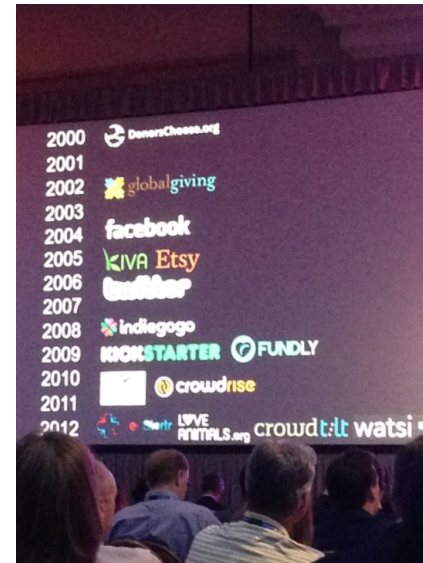 2000 DonorsChoose.org
2001
2002 globalgiving
2003
2004 facebook
2005 KIVA Etsy
2006 twitter
2007
2008 indiegogo
2009 KICKSTARTER FUNDLY
2010 crowdrise
2011
2012 LOVE ANIMALS.org crowdtilt watsi